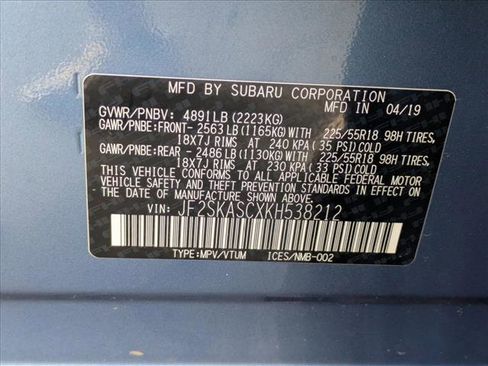 MFD BY SUBARU CORPORATION
GVWR/PNBV: 4891LB (2223KG) IN 04/19
GAWR/PNBE:FRONT-2563LB (1165KG)WITH 225/55R18 98H TIRES,
18X7J RIMS AT 240 KPA (35 PSI)COLD
GAWR/PNBE:REAR -2486LB (1130KG)WITH 225/55R18 98H TIRES,
18X7J RIMS AT 230 KPA (33 PSI)COLD
THIS VEHICLE CONFORMS TO ALL APPLICABLE
FEDERAL MOTOR VEHICLE SAFETY, BUMPER, AND
THEFT PREVENTION STANDARDS IN EFFECT ON THE
DATE OF MANUFACTURE SHOWN ABOVE
VIN: JF2SKASCXKH538212
TYPE:MPV/VTUM ICES/NMB-002